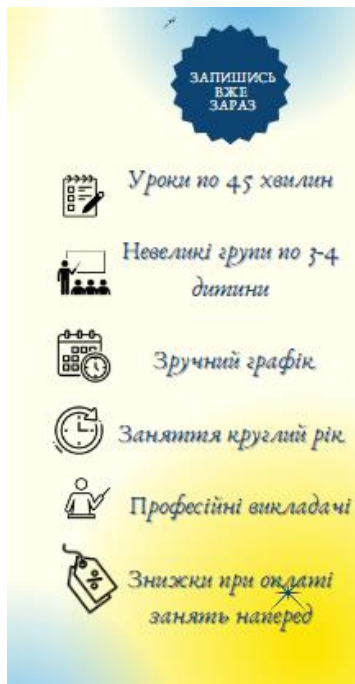 ЗАПИШИСЬ
ВЖЕ
ЗАРАЗ
Уроки по 45 хвилин
Невеликі групи по 3-4
дитини
Зручний графік
Заняття круглий рік
Професійні викладачі
Знижки при оплаті
занять наперед